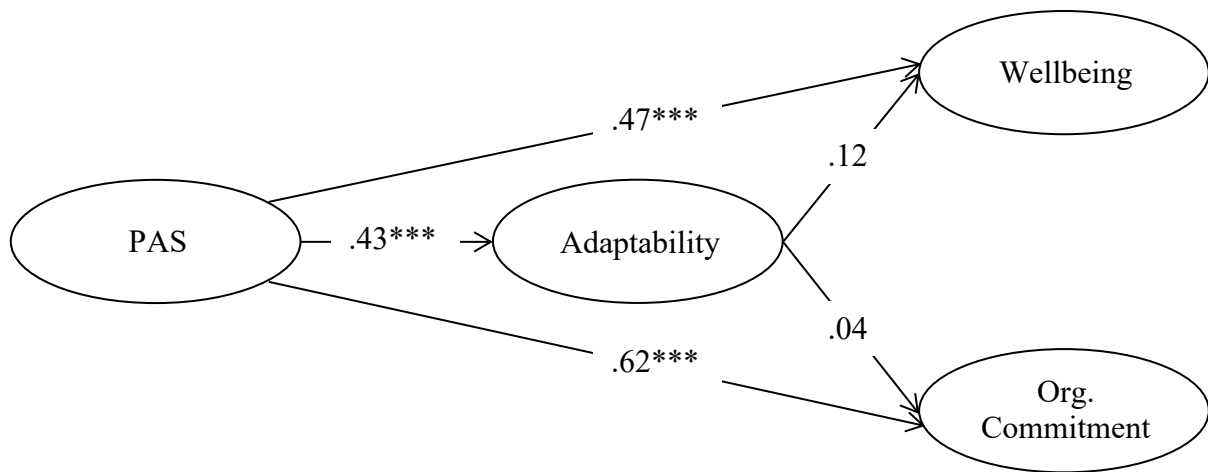 Wellbeing
.47***
.12
PAS
.43***
Adaptability
.04
.62***
Org.
Commitment